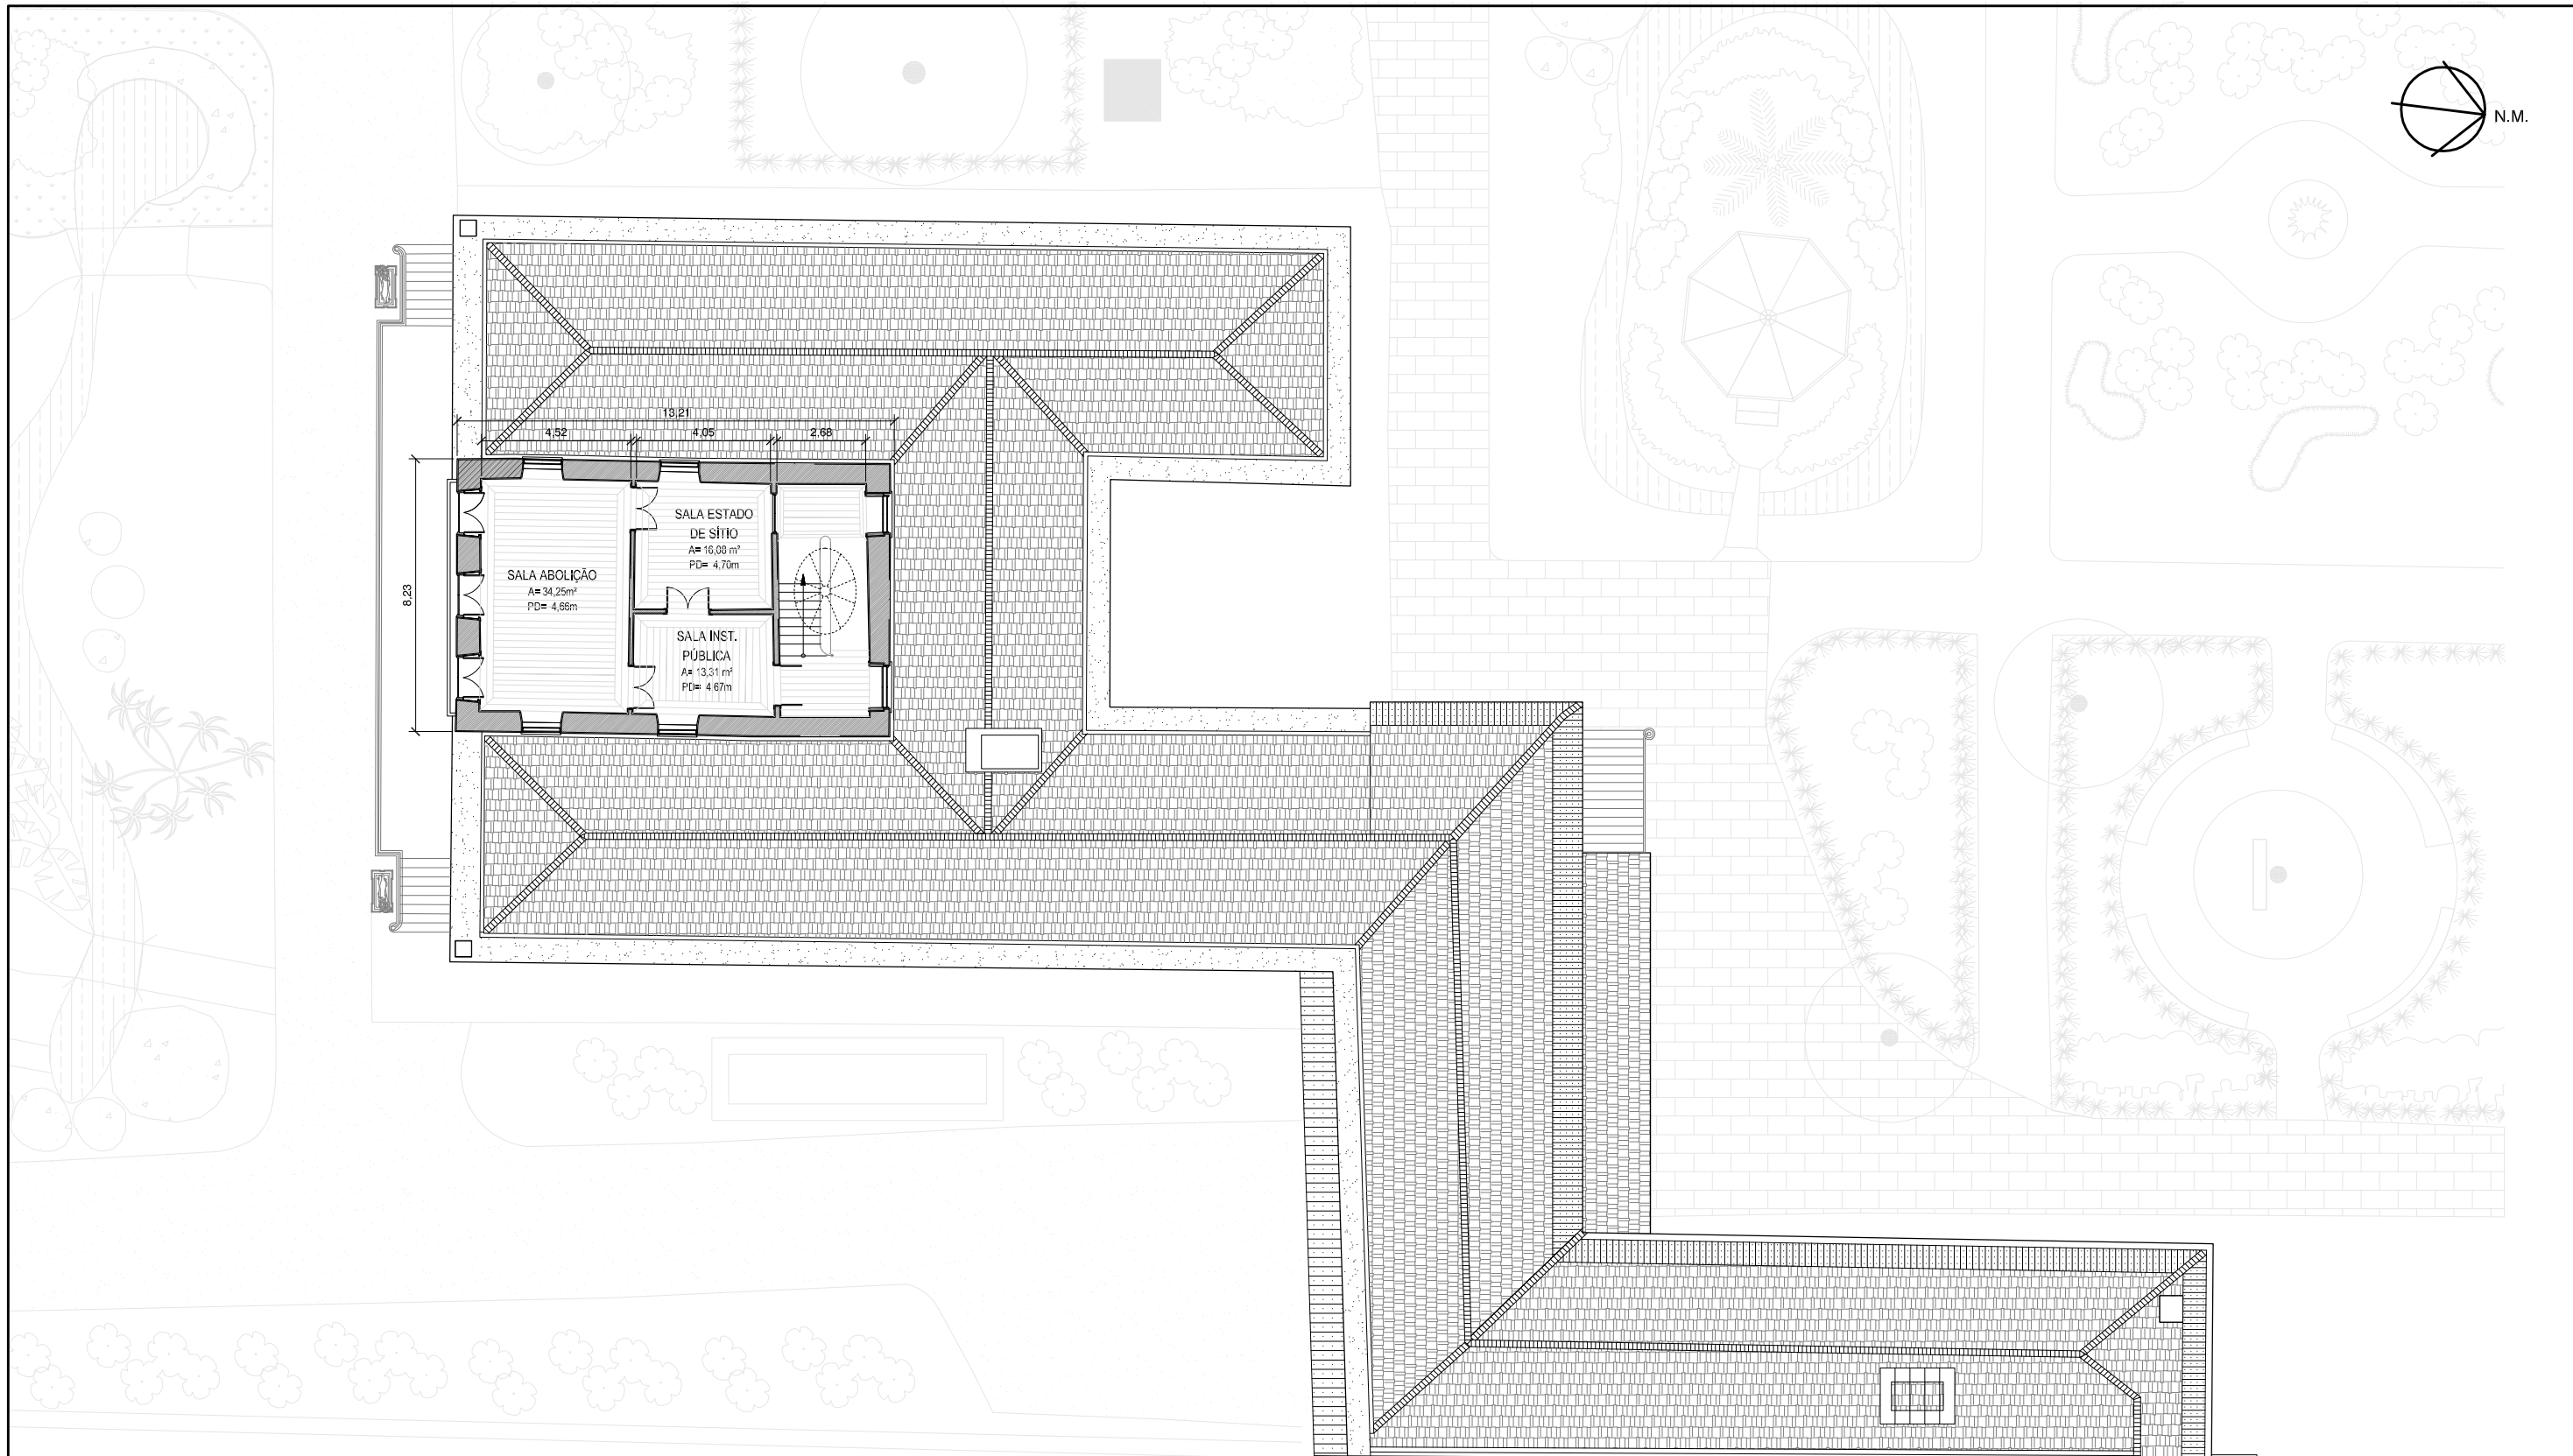 N.M.
13,21
4,52
4,05
2,68
8,23
SALA ESTADO
DE SÍTIO
A= 16,08 m²
PD= 4,70m
SALA ABOLIÇÃO
A= 34,25m²
PD= 4,66m
SALA INST.
PÚBLICA
A= 13,31 m²
PD= 4,67m